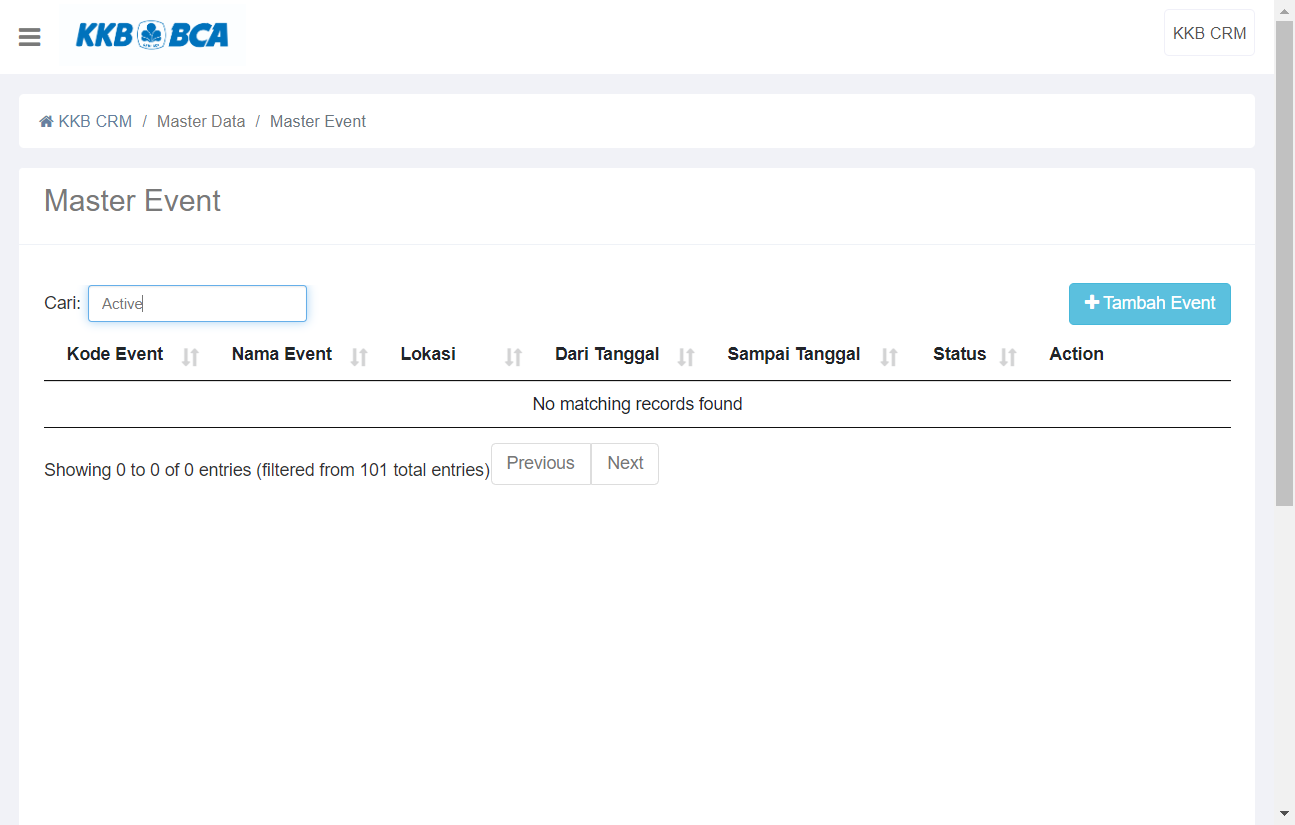 KKB BCA
KKB CRM
KKB CRM / Master Data / Master Event
Master Event
Cari: Active
Tambah Event
Kode Event Nama Event Lokasi Dari Tanggal Sampai Tanggal Status Action
No matching records found
Showing 0 to 0 of 0 entries (filtered from 101 total entries) Previous Next